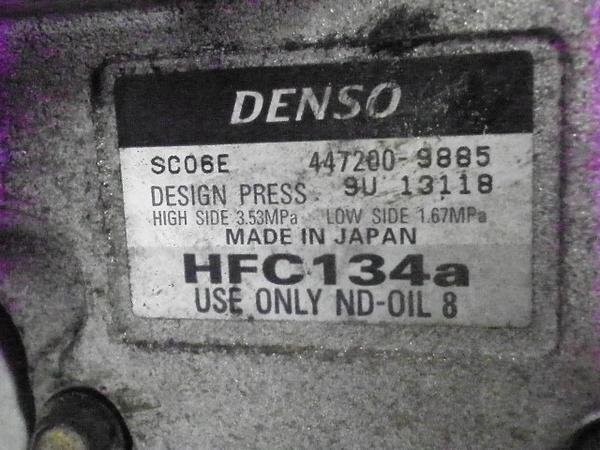 DENSO
SC06E 447200-9885
DESIGN PRESS 9U 13118
HIGH SIDE 3.53MPa LOW SIDE 1.67MPa
MADE IN JAPAN
HFC134a
USE ONLY ND-OIL 8